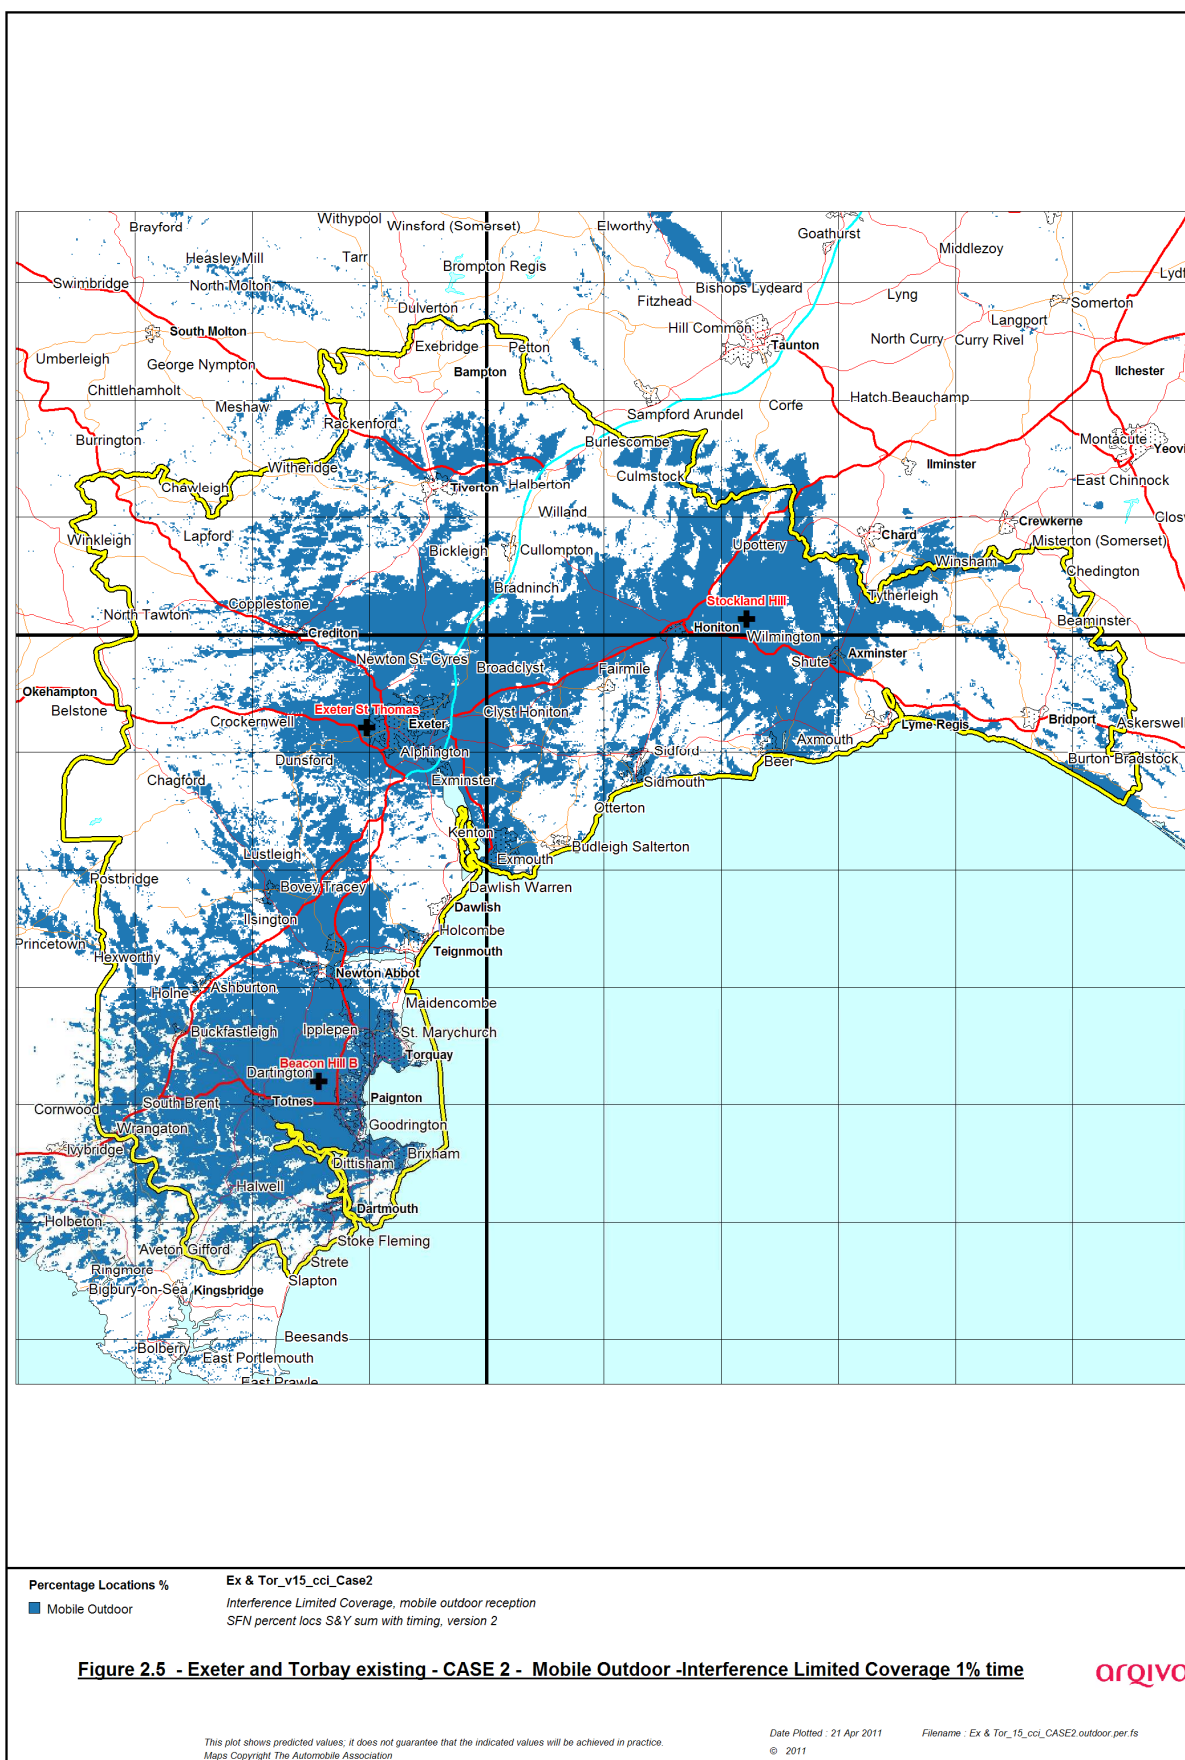 Withypool
Brayford
Winsford (Somerset)
Elworthy
Goathurst
Middlezoy
Heasley Mill
Tarr
Brompton Regis
Swimbridge
North Molton
Bishops Lydeard
Fitzhead
Lyng
Somerton
Dulverton
Langport
South Molton
Hill Common
Exebridge
Petton
Taunton
North Curry
Curry Rivel
Umberleigh
George Nympton
Bampton
Ilchester
Chittlehamholt
Meshaw
Hatch Beauchamp
Corfe
Sampford Arundel
Rackenford
Burrington
Burlescombe
Montacute
Witheridge
Ilminster
Culmstock
East Chinnock
Chawleigh
Tiverton
Halberton
Willand
Crewkerne
Lapford
Chard
Winkleigh
Misterton (Somerset)
Upottery
Bickleigh
Cullompton
Winsham
Chedington
Bradninch
Tytherleigh
Copplestone
Stockland Hill
North Tawton
Beaminster
Crediton
Honiton
Wilmington
Axminster
Newton St. Cyres
Broadclyst
Fairmile
Shute
Okehampton
Belstone
Exeter St Thomas
Clyst Honiton
Crockernwell
Exeter
Bridport
Lyme Regis
Askerswell
Alphington
Sidford
Axmouth
Dunsford
Beer
Burton Bradstock
Chagford
Exminster
Sidmouth
Otterton
Kenton
Budleigh Salterton
Lustleigh
Exmouth
Postbridge
Bovey Tracey
Dawlish Warren
Dawlish
Ilsington
Holcombe
Princetown
Teignmouth
Hexworthy
Newton Abbot
Ashburton
Holne
Maidencombe
Buckfastleigh
Ipplepen
St. Marychurch
Torquay
Beacon Hill B
Dartington
Paignton
Cornwood
South Brent
Totnes
Wrangaton
Goodrington
Ivybridge
Brixham
Dittisham
Halwell
Dartmouth
Holbeton
Stoke Fleming
Aveton Gifford
Strete
Ringmore
Slapton
Bigbury-on-Sea
Kingsbridge
Beesands
Bolberry
East Portlemouth
East Prawle
Percentage Locations %
Mobile Outdoor
Ex & Tor_v15_cci_Case2
Interference Limited Coverage, mobile outdoor reception
SFN percent locs S&Y sum with timing, version 2
Figure 2.5 - Exeter and Torbay existing - CASE 2 - Mobile Outdoor -Interference Limited Coverage 1% time
arqiva
This plot shows predicted values; it does not guarantee that the indicated values will be achieved in practice.
Maps Copyright The Automobile Association
Date Plotted : 21 Apr 2011
© 2011
Filename : Ex & Tor_15_cci_CASE2.outdoor.per.fs